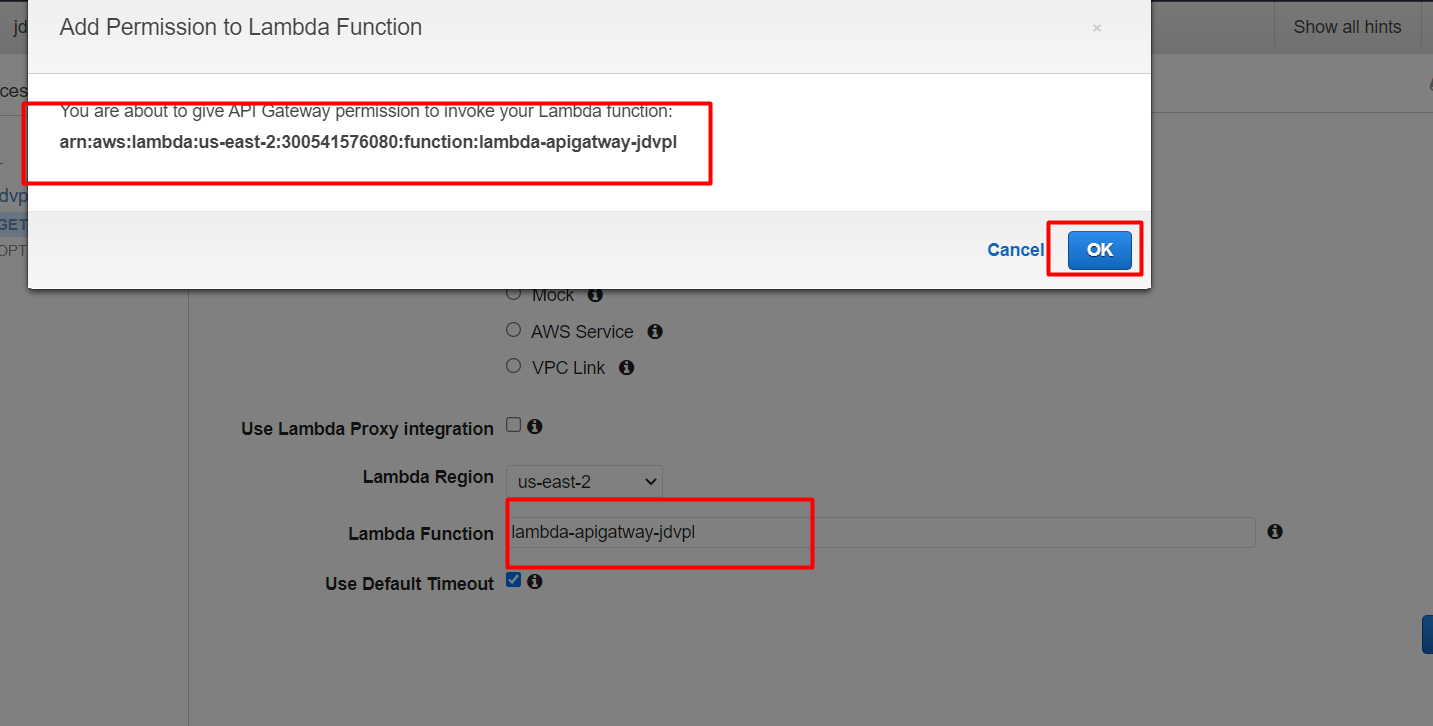 Add Permission to Lambda Function
×
jd
Show all hints
ces
You are about to give API Gateway permission to invoke your Lambda function:
arn:aws:lambda:us-east-2:300541576080:function:lambda-apigatway-jdvpl
dvp
GET
OPT
Cancel
OK
Mock
AWS Service
VPC Link
Use Lambda Proxy integration
Lambda Region
us-east-2
Lambda Function
lambda-apigatway-jdvpl
Use Default Timeout